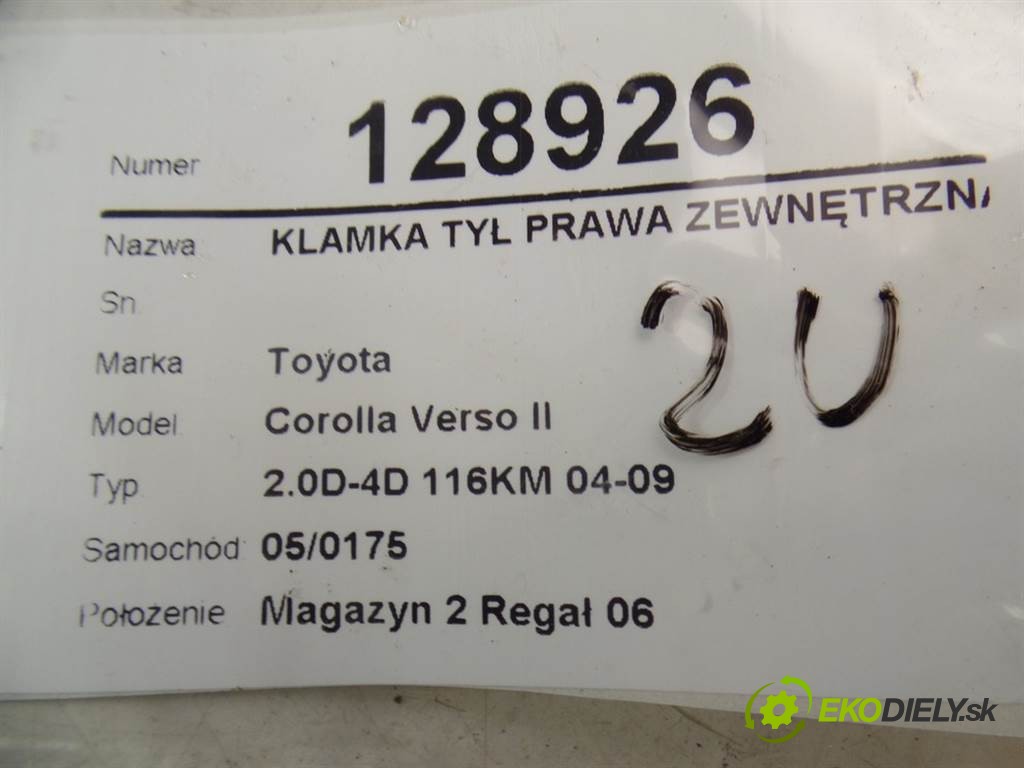 Numer 128926
Nazwa KLAMKA TYŁ PRAWA ZEWNĘTRZNA
Sn
Marka Toyota
Model Corolla Verso II
Typ 2.0D-4D 116KM 04-09
Samochód 05/0175
Położenie Magazyn 2 Regał 06
2U
EKODIELY.sk